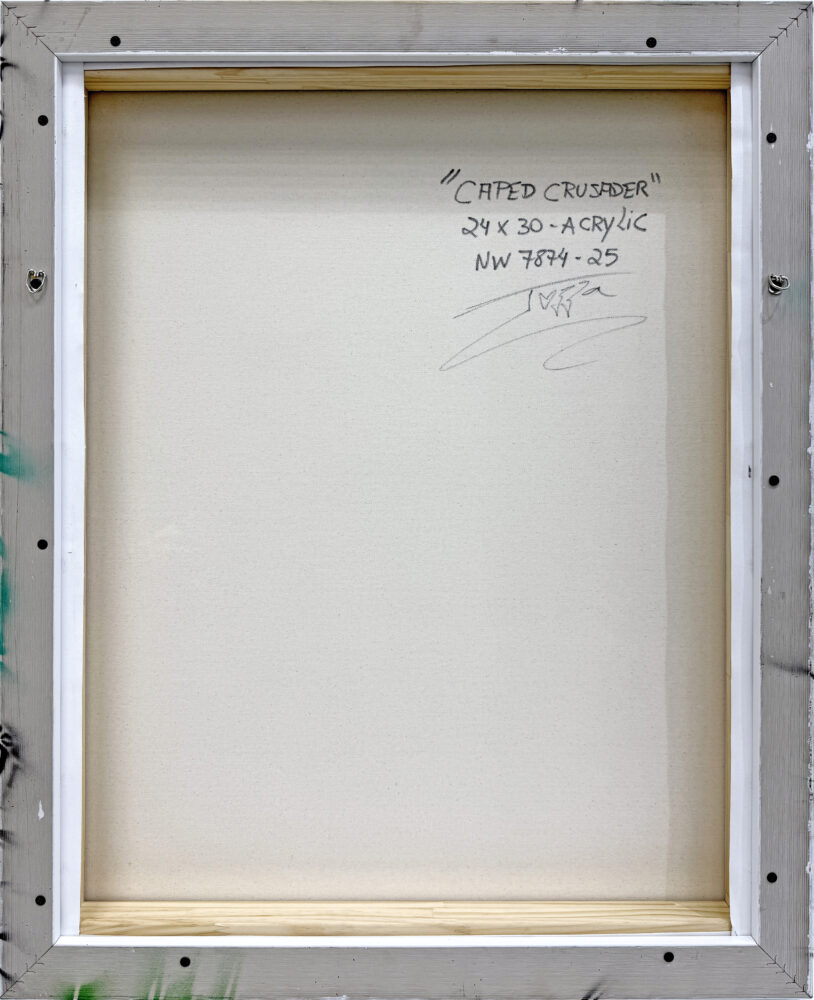 "CAPED CRUSADER"
24 x 30 - ACRYLIC
NW 7874 - 25